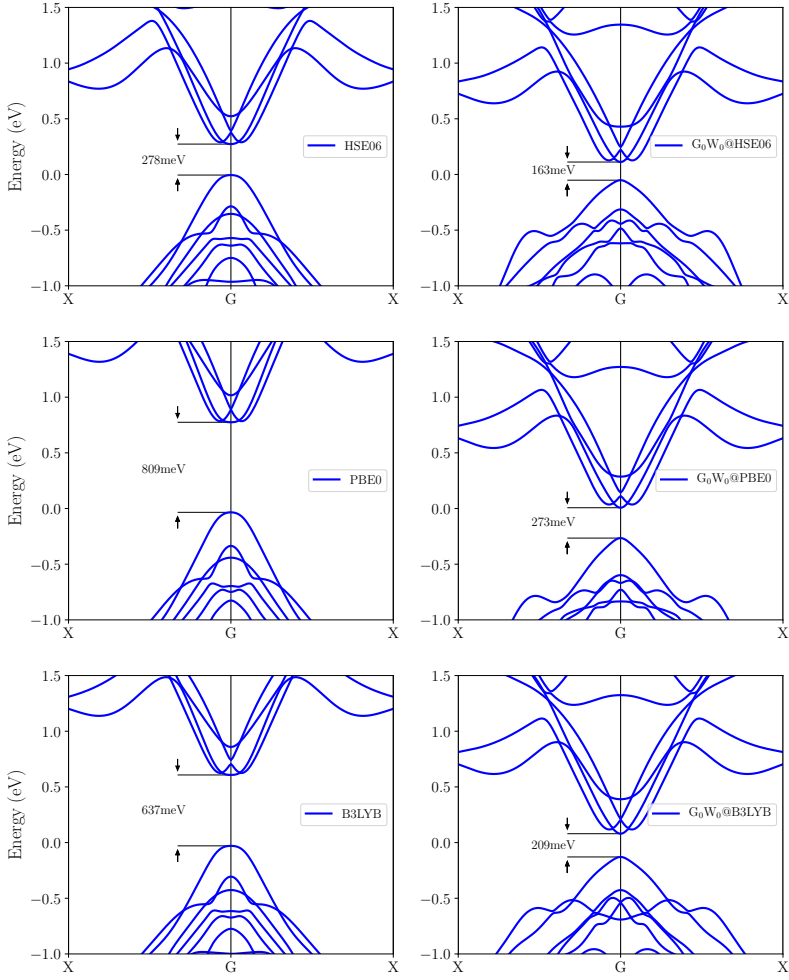 1.5
1.0
0.5
0.0
−0.5
−1.0
Energy (eV)
278meV
HSE06
X G X
163meV
G₀W₀@HSE06
1.5
1.0
0.5
0.0
−0.5
−1.0
X G X
1.5
1.0
0.5
0.0
−0.5
−1.0
Energy (eV)
809meV
PBE0
X G X
1.5
1.0
0.5
0.0
−0.5
−1.0
273meV
G₀W₀@PBE0
X G X
1.5
1.0
0.5
0.0
−0.5
−1.0
Energy (eV)
637meV
B3LYB
X G X
1.5
1.0
0.5
0.0
−0.5
−1.0
209meV
G₀W₀@B3LYB
X G X